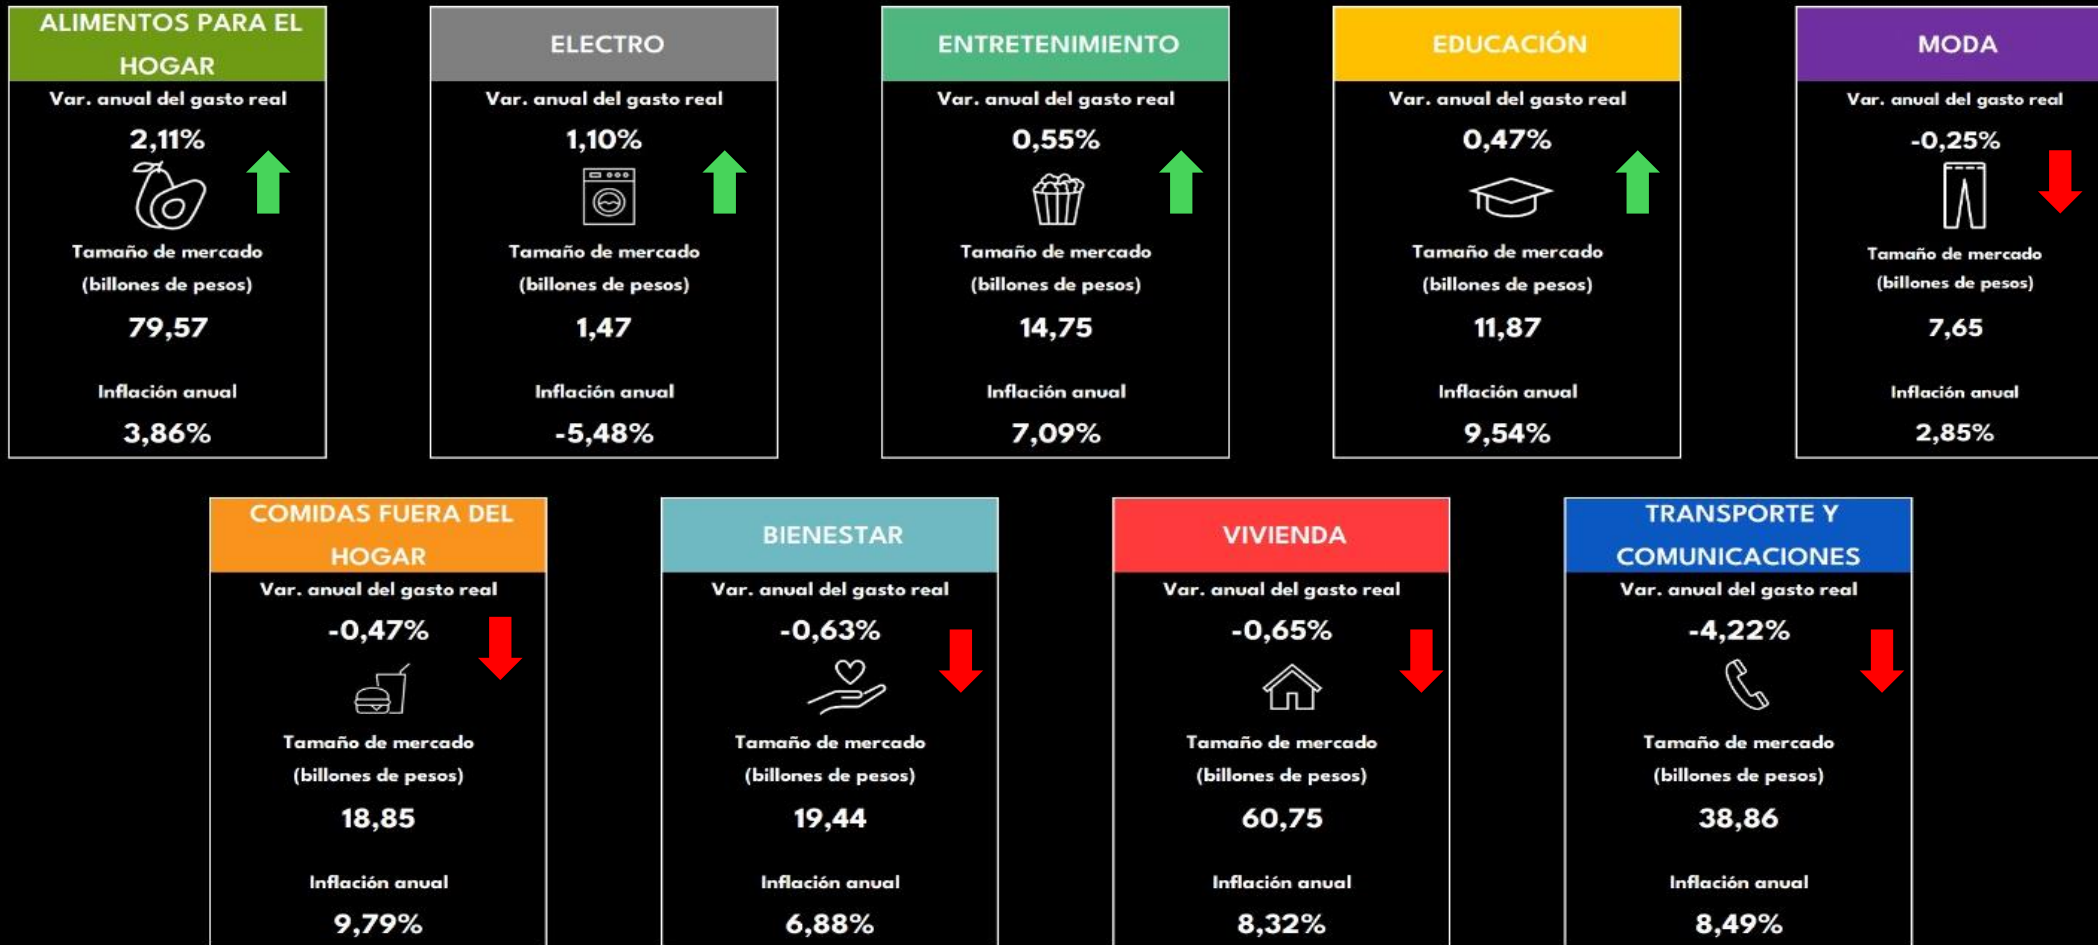 ALIMENTOS PARA EL
HOGAR
Var. anual del gasto real
2,11%
Tamaño de mercado
(billones de pesos)
79,57
Inflación anual
3,86%
ELECTRO
Var. anual del gasto real
1,10%
Tamaño de mercado
(billones de pesos)
1,47
Inflación anual
-5,48%
ENTRETENIMIENTO
Var. anual del gasto real
0,55%
Tamaño de mercado
(billones de pesos)
14,75
Inflación anual
7,09%
EDUCACIÓN
Var. anual del gasto real
0,47%
Tamaño de mercado
(billones de pesos)
11,87
Inflación anual
9,54%
MODA
Var. anual del gasto real
-0,25%
Tamaño de mercado
(billones de pesos)
7,65
Inflación anual
2,85%
COMIDAS FUERA DEL
HOGAR
Var. anual del gasto real
-0,47%
Tamaño de mercado
(billones de pesos)
18,85
Inflación anual
9,79%
BIENESTAR
Var. anual del gasto real
-0,63%
Tamaño de mercado
(billones de pesos)
19,44
Inflación anual
6,88%
VIVIENDA
Var. anual del gasto real
-0,65%
Tamaño de mercado
(billones de pesos)
60,75
Inflación anual
8,32%
TRANSPORTE Y
COMUNICACIONES
Var. anual del gasto real
-4,22%
Tamaño de mercado
(billones de pesos)
38,86
Inflación anual
8,49%